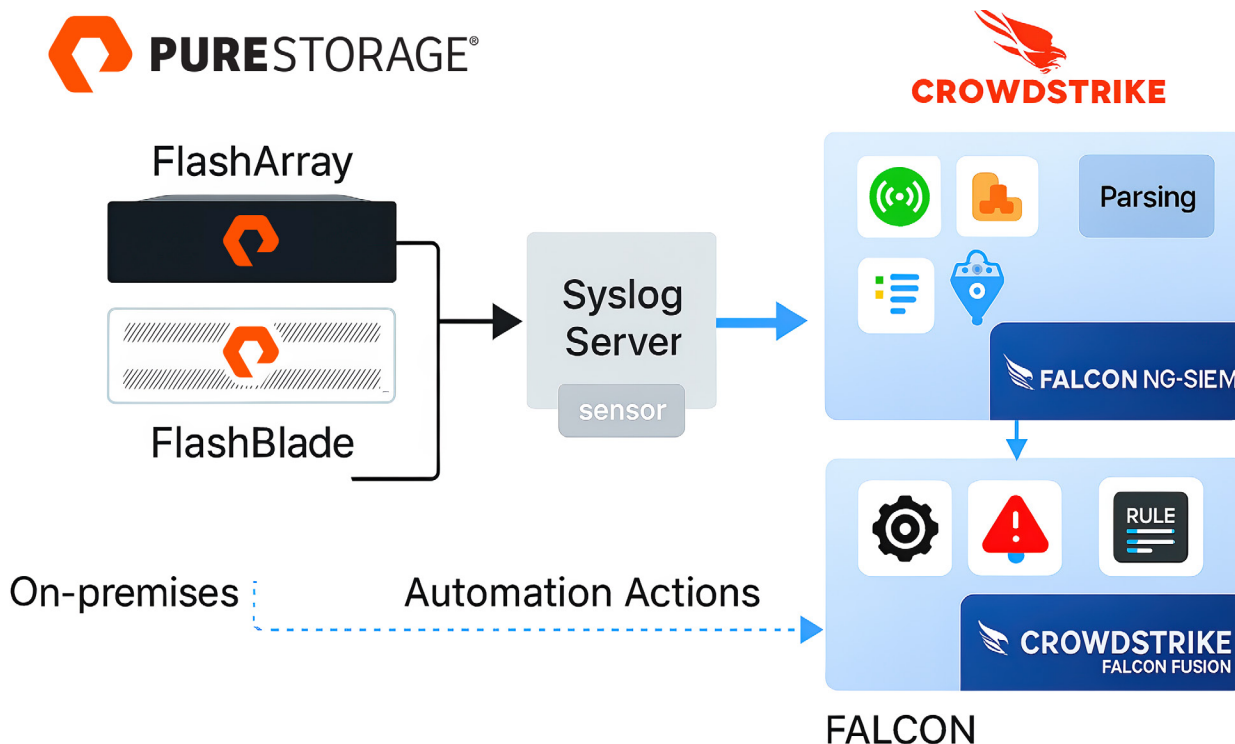 PURESTORAGE®
CROWDSTRIKE
FlashArray
FlashBlade
Syslog
Server
sensor
Parsing
FALCON NG-SIEM
RULE
On-premises
Automation Actions
CROWDSTRIKE
FALCON FUSION
FALCON